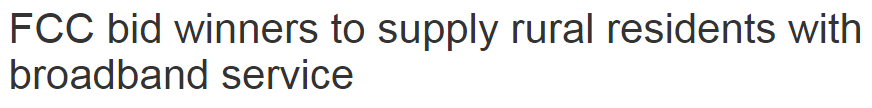 FCC bid winners to supply rural residents with
broadband service